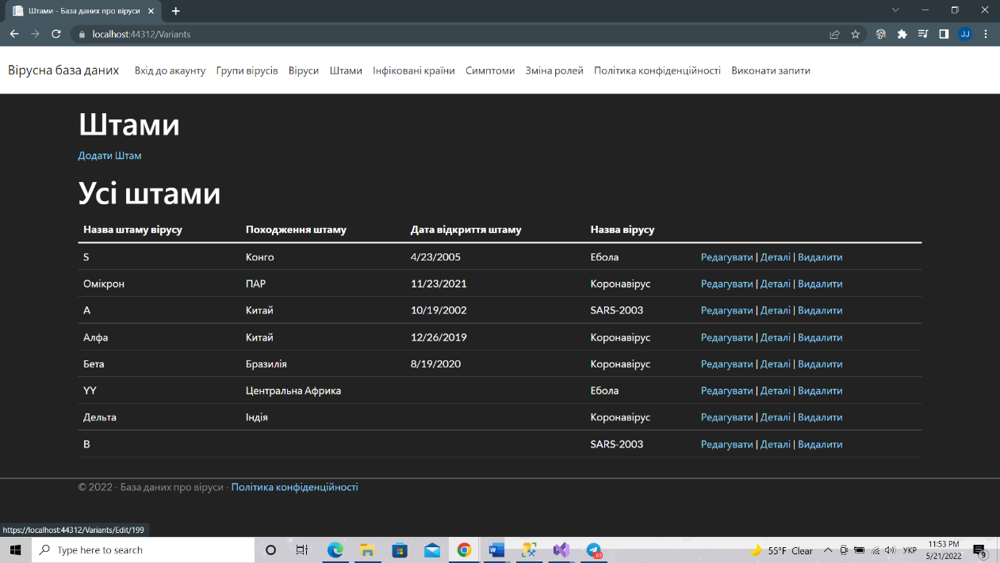 Штами - База даних про віруси
localhost:44312/Variants
JJ
Вірусна база даних Вхід до акаунту Групи вірусів Віруси Штами Інфіковані країни Симптоми Зміна ролей Політика конфіденційності Виконати запити
Штами
Додати Штам
Усі штами
Назва штаму вірусу Походження штаму Дата відкриття штаму Назва вірусу
S Конго 4/23/2005 Ебола Редагувати | Деталі | Видалити
Омікрон ПАР 11/23/2021 Коронавірус Редагувати | Деталі | Видалити
A Китай 10/19/2002 SARS-2003 Редагувати | Деталі | Видалити
Алфа Китай 12/26/2019 Коронавірус Редагувати | Деталі | Видалити
Бета Бразилія 8/19/2020 Коронавірус Редагувати | Деталі | Видалити
YY Центральна Африка Ебола Редагувати | Деталі | Видалити
Дельта Індія Коронавірус Редагувати | Деталі | Видалити
B SARS-2003 Редагувати | Деталі | Видалити
© 2022 - База даних про віруси - Політика конфіденційності
https://localhost:44312/Variants/Edit/199
Type here to search
69
55°F Clear
УКР
11:53 PM
5/21/2022
9